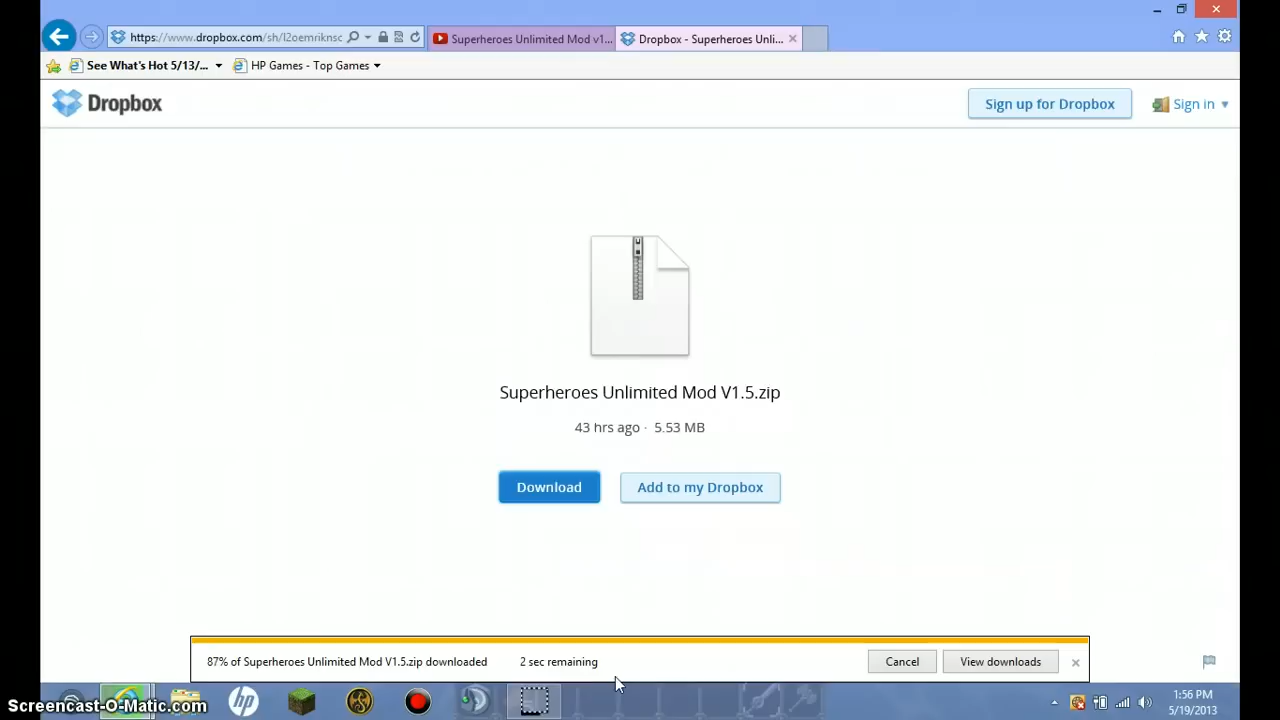 https://www.dropbox.com/sh/l2oemriknsc
Superheroes Unlimited Mod v1...
Dropbox - Superheroes Unli...
See What's Hot 5/13/...
HP Games - Top Games
Dropbox
Sign up for Dropbox
Sign in
Superheroes Unlimited Mod V1.5.zip
43 hrs ago · 5.53 MB
Download
Add to my Dropbox
87% of Superheroes Unlimited Mod V1.5.zip downloaded
2 sec remaining
Cancel
View downloads
hp
1:56 PM
5/19/2013
Screencast-O-Matic.com